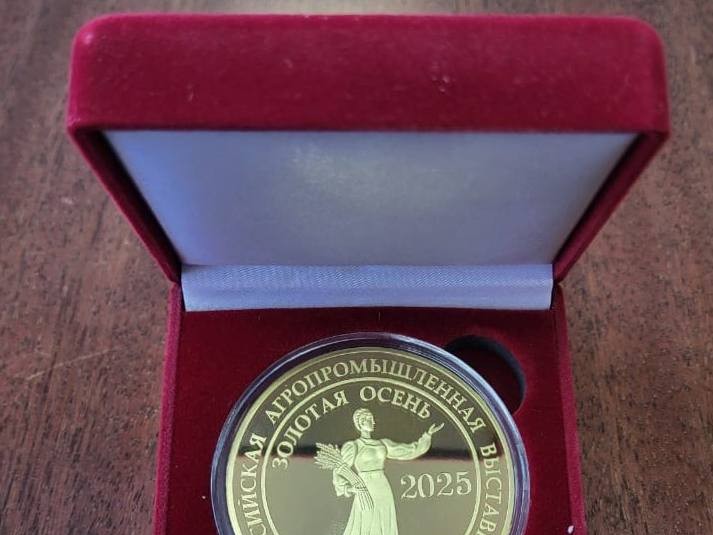 СИЙСКАЯ АГРОПРОМЫШЛЕННАЯ ВЫСТАВ
ЗОЛОТАЯ ОСЕНЬ
2025